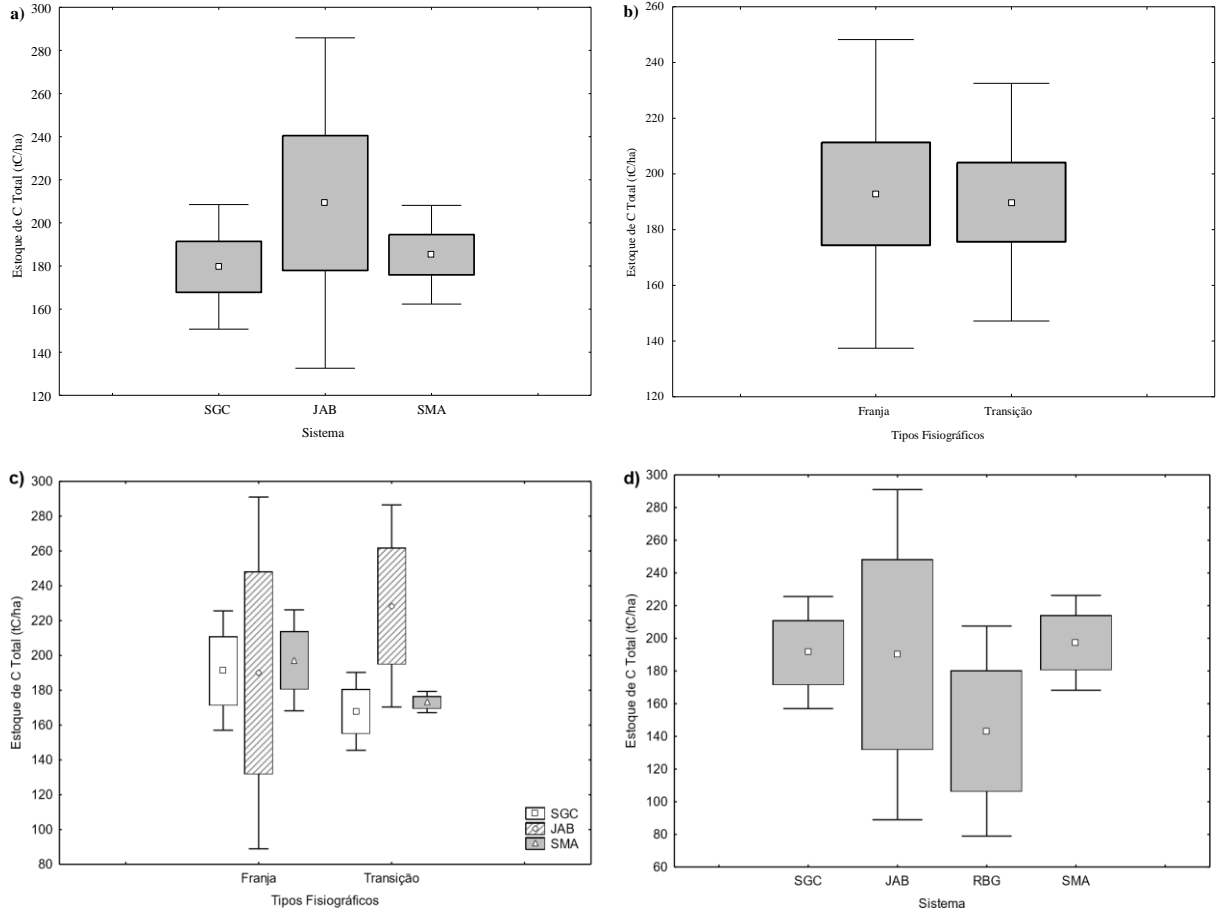 a)
Estoque de C Total (tC/ha)
300
280
260
240
220
200
180
160
140
120
SGC JAB SMA
Sistema
b)
Estoque de C Total (tC/ha)
260
240
220
200
180
160
140
120
Franja Transição
Tipos Fisiográficos
c)
Estoque de C Total (tC/ha)
300
280
260
240
220
200
180
160
140
120
100
80
Franja Transição
Tipos Fisiográficos
SGC
JAB
SMA
d)
Estoque de C Total (tC/ha)
300
280
260
240
220
200
180
160
140
120
100
80
60
SGC JAB RBG SMA
Sistema